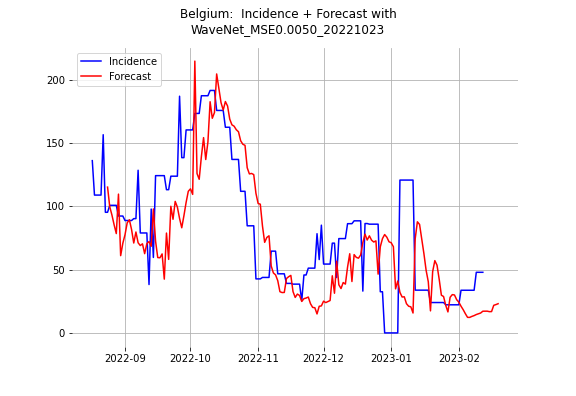 Belgium:  Incidence + Forecast with
WaveNet_MSE0.0050_20221023
Incidence
Forecast
200
150
100
50
0
2022-09 2022-10 2022-11 2022-12 2023-01 2023-02